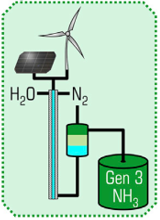 H₂O N₂
Gen 3
NH₃